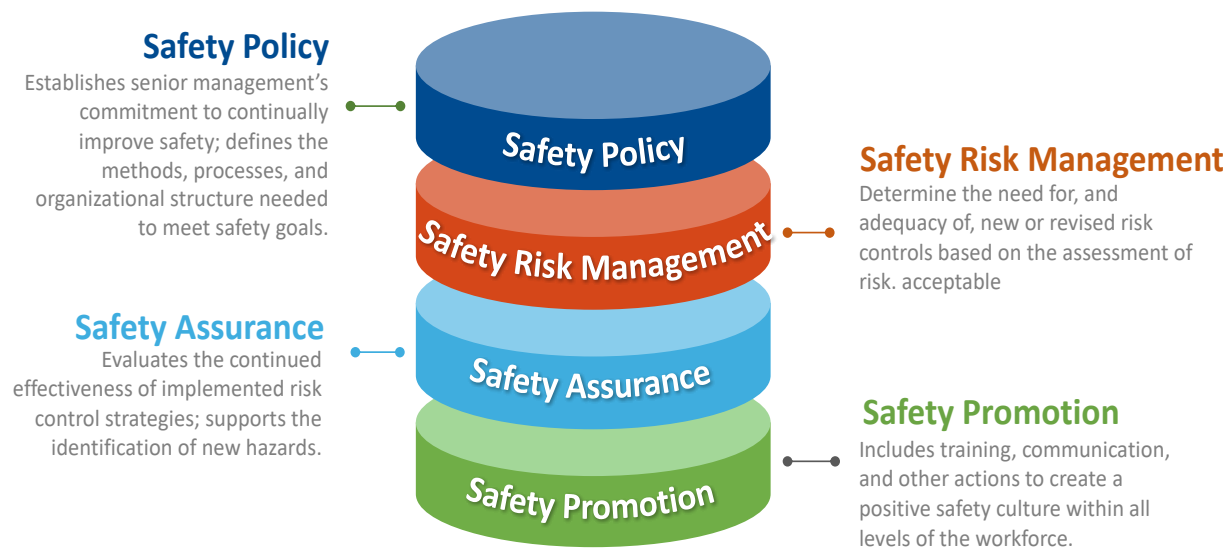 Safety Policy
Establishes senior management’s
commitment to continually
improve safety; defines the
methods, processes, and
organizational structure needed
to meet safety goals.
Safety Policy
Safety Risk Management
Safety Risk Management
Determine the need for, and
adequacy of, new or revised risk
controls based on the assessment of
risk. acceptable
Safety Assurance
Evaluates the continued
effectiveness of implemented risk
control strategies; supports the
identification of new hazards.
Safety Assurance
Safety Promotion
Safety Promotion
Includes training, communication,
and other actions to create a
positive safety culture within all
levels of the workforce.